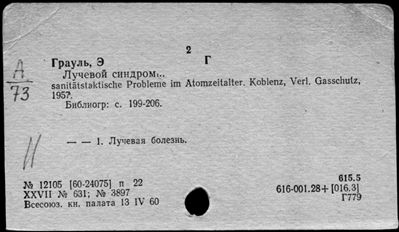 2
Грауль, Э Г
A
73
Лучевой синдром...
sanitätstaktische Probleme im Atomzeitalter. Koblenz, Verl. Gasschutz,
195?.
Библиогр: с. 199-206.
— — 1. Лучевая болезнь.
№ 12105 [60-24075] п 22
XXVII № 631; № 3897
Всесоюз. кн. палата 13 IV 60
615.5
616-001.28+[016.3]
Г779